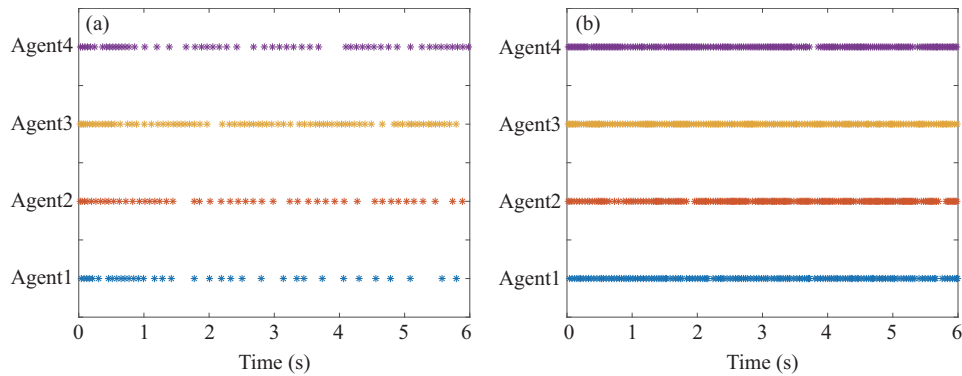 (a)
Agent4
Agent3
Agent2
Agent1
0 1 2 3 4 5 6
Time (s)
(b)
Agent4
Agent3
Agent2
Agent1
0 1 2 3 4 5 6
Time (s)